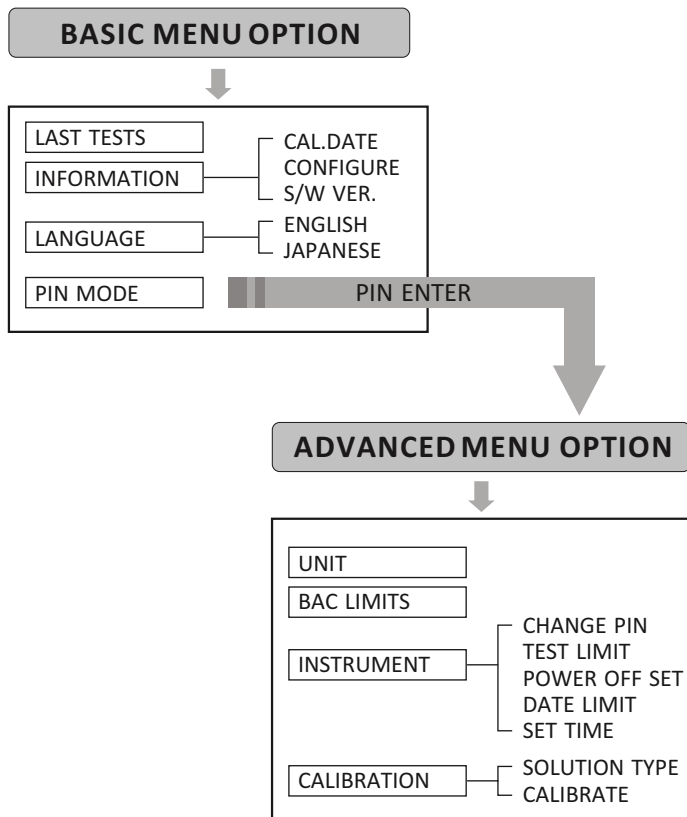 BASIC MENU OPTION
LAST TESTS
INFORMATION
CAL.DATE
CONFIGURE
S/W VER.
LANGUAGE
ENGLISH
JAPANESE
PIN MODE
PIN ENTER
ADVANCED MENU OPTION
UNIT
BAC LIMITS
INSTRUMENT
CHANGE PIN
TEST LIMIT
POWER OFF SET
DATE LIMIT
SET TIME
CALIBRATION
SOLUTION TYPE
CALIBRATE